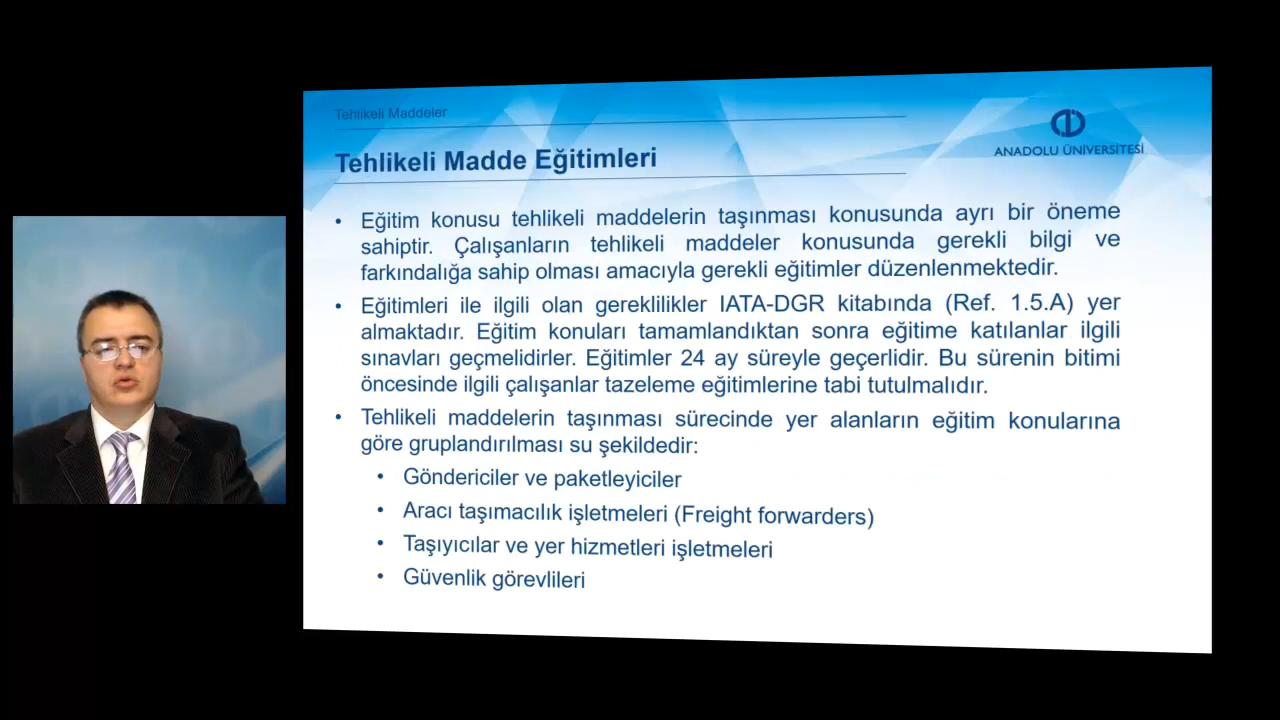 Tehlikeli Maddeler
ANADOLU ÜNİVERSİTESİ
Tehlikeli Madde Eğitimleri
• Eğitim konusu tehlikeli maddelerin taşınması konusunda ayrı bir öneme
sahiptir. Çalışanların tehlikeli maddeler konusunda gerekli bilgi ve
farkındalığa sahip olması amacıyla gerekli eğitimler düzenlenmektedir.
• Eğitimleri ile ilgili olan gereklilikler IATA-DGR kitabında (Ref. 1.5.A) yer
almaktadır. Eğitim konuları tamamlandıktan sonra eğitime katılanlar ilgili
sınavları geçmelidirler. Eğitimler 24 ay süreyle geçerlidir. Bu sürenin bitimi
öncesinde ilgili çalışanlar tazeleme eğitimlerine tabi tutulmalıdır.
• Tehlikeli maddelerin taşınması sürecinde yer alanların eğitim konularına
göre gruplandırılması su şekildedir:
• Göndericiler ve paketleyiciler
• Aracı taşımacılık işletmeleri (Freight forwarders)
• Taşıyıcılar ve yer hizmetleri işletmeleri
• Güvenlik görevlileri